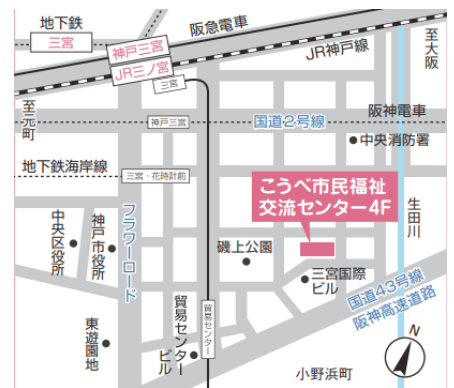 地下鉄
三宮
阪急電車
神戸三宮
JR三ノ宮
JR神戸線
至大阪
三宮
至元町
神戸三宮
国道2号線
阪神電車
中央消防署
地下鉄海岸線
三宮・花時計前
こうべ市民福祉
交流センター4F
生田川
中央区役所
神戸市役所
フラワーロード
磯上公園
三宮国際
ビル
国道43号線
阪神高速道路
東遊園地
貿易センター
ビル
貿易センター
小野浜町
N